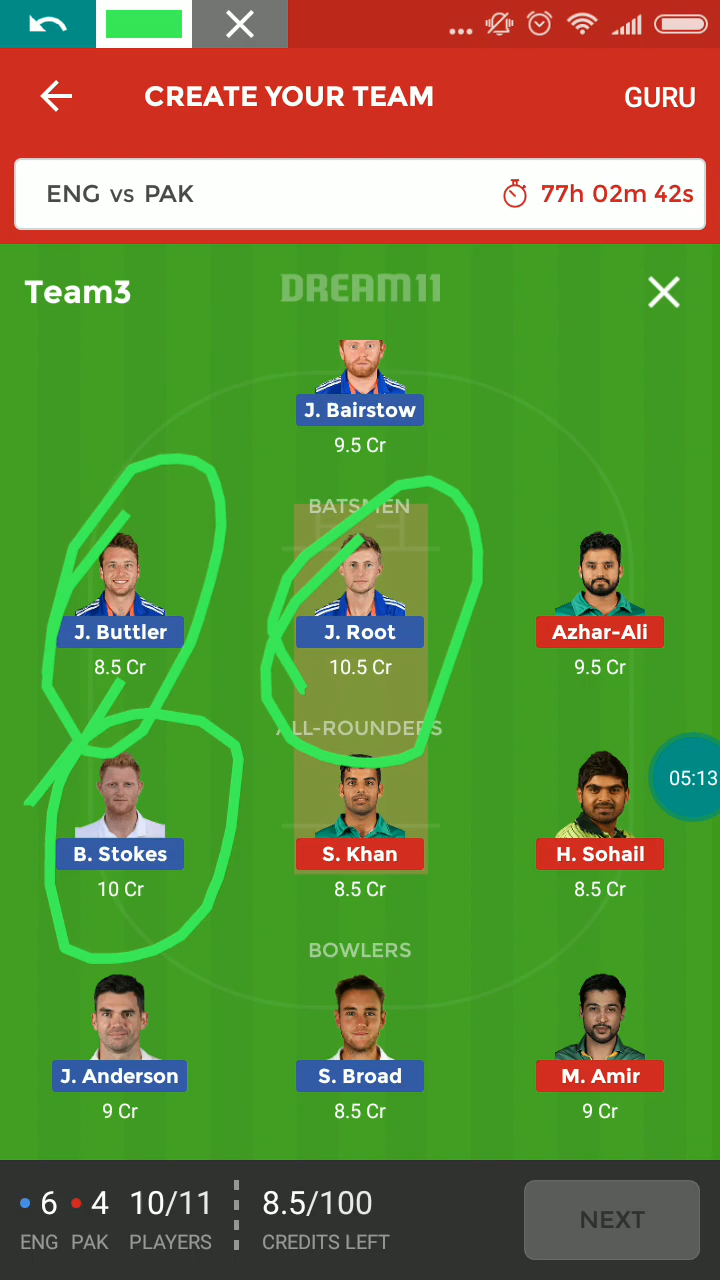 CREATE YOUR TEAM GURU
ENG vs PAK 77h 02m 42s
Team3 DREAM11
J. Bairstow
9.5 Cr
BATSMEN
J. Buttler J. Root Azhar-Ali
8.5 Cr 10.5 Cr 9.5 Cr
ALL-ROUNDERS
05:13
B. Stokes S. Khan H. Sohail
10 Cr 8.5 Cr 8.5 Cr
BOWLERS
J. Anderson S. Broad M. Amir
9 Cr 8.5 Cr 9 Cr
6 4 10/11 8.5/100
ENG PAK PLAYERS CREDITS LEFT
NEXT